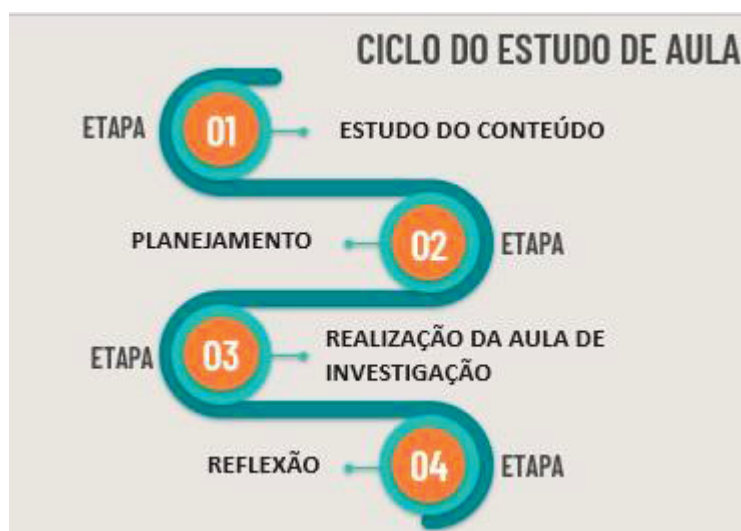 CICLO DO ESTUDO DE AULA
ETAPA 01 ESTUDO DO CONTEÚDO
PLANEJAMENTO 02 ETAPA
ETAPA 03 REALIZAÇÃO DA AULA DE
INVESTIGAÇÃO
REFLEXÃO 04 ETAPA